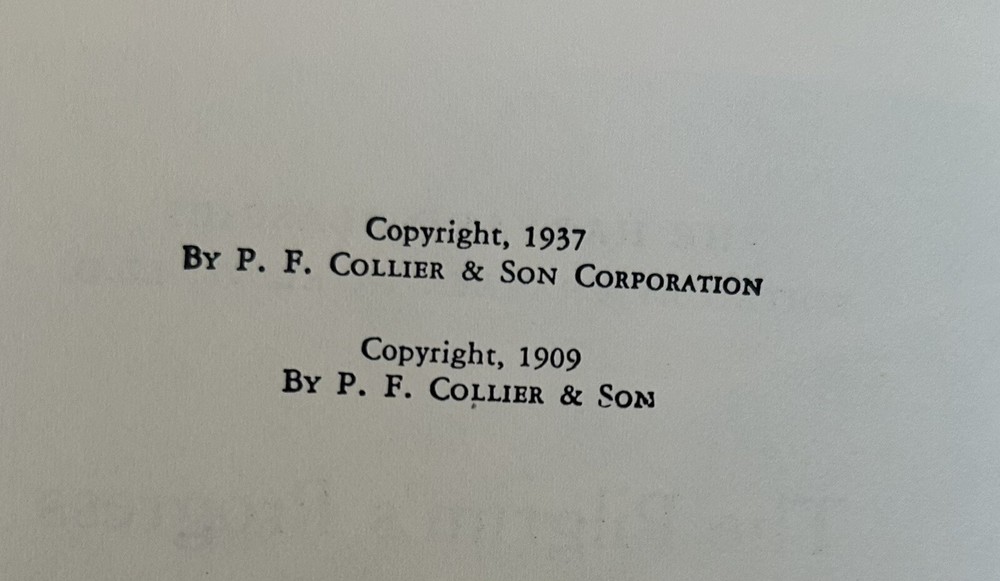 Copyright, 1937
By P. F. Collier & Son Corporation
Copyright, 1909
By P. F. Collier & Son